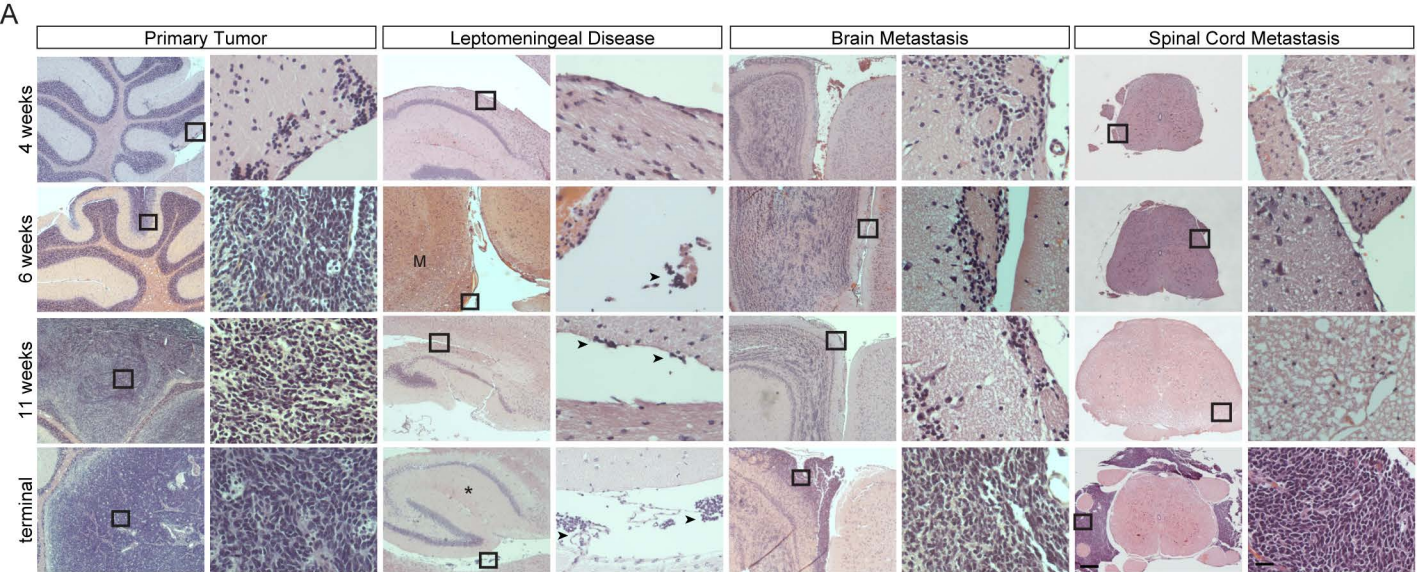 A
Primary Tumor
Leptomeningeal Disease
Brain Metastasis
Spinal Cord Metastasis
4 weeks
6 weeks
M
11 weeks
terminal
*